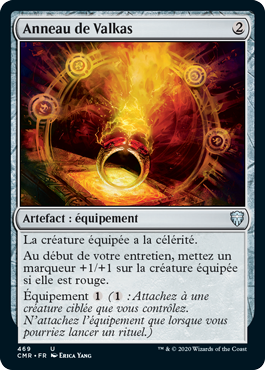 Anneau de Valkas 2
Artefact : équipement
La créature équipée a la célérité.
Au début de votre entretien, mettez un
marqueur +1/+1 sur la créature équipée
si elle est rouge.
Équipement 1 (1 : Attachez à une
créature ciblée que vous contrôlez.
N'attachez l'équipement que lorsque vous
pourriez lancer un rituel.)
469 U
CMR • FR Erica Yang
™ & © 2020 Wizards of the Coast